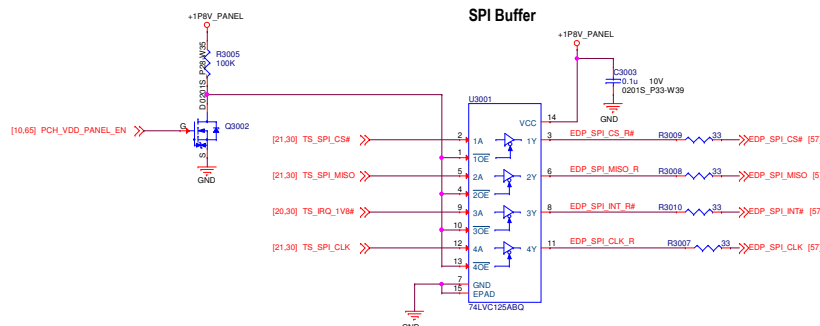 SPI Buffer
+1P8V_PANEL
+1P8V_PANEL
R3005
100K
0201S_P28_W35
C3003
0.1u 10V
0201S_P33-W39
GND
U3001
14
VCC
[10,65] PCH_VDD_PANEL_EN
G
D
Q3002
S
GND
[21,30] TS_SPI_CS# 2 1A 1Y 3 EDP_SPI_CS_R# R3009 33 EDP_SPI_CS# [57
1 1OE
[21,30] TS_SPI_MISO 5 2A 2Y 6 EDP_SPI_MISO_R R3008 33 EDP_SPI_MISO [5
4 2OE
[20,30] TS_IRQ_1V8# 9 3A 3Y 8 EDP_SPI_INT_R# R3010 33 EDP_SPI_INT# [57
10 3OE
[21,30] TS_SPI_CLK 12 4A 4Y 11 EDP_SPI_CLK_R R3007 33 EDP_SPI_CLK [57
13 4OE
7 GND
15 EPAD
74LVC125ABQ
GND